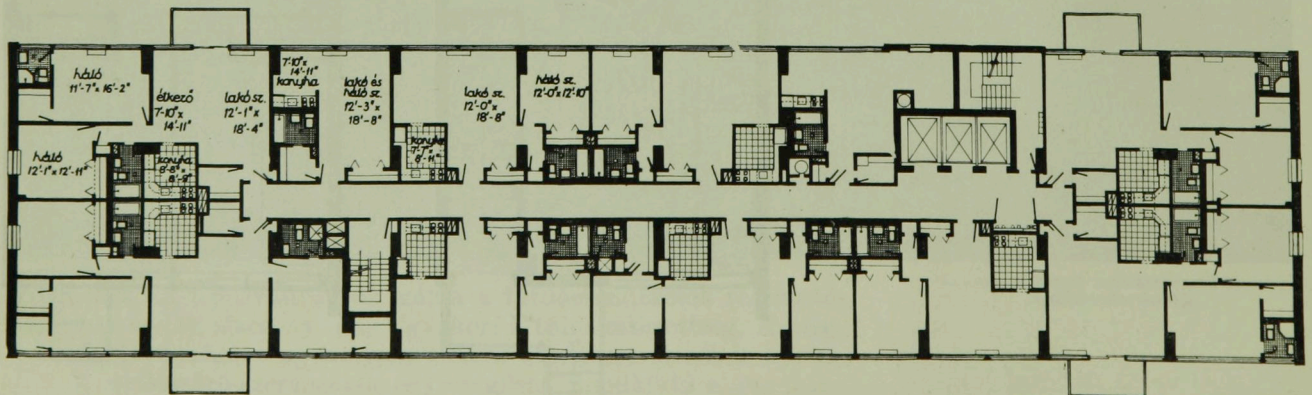 háló
11'-7" x 16'-2"
étkező
7'-10" x
14'-11"
lakó sz.
12'-1" x
18'-4"
7'-10" x
14'-11"
konyha
lakó és
háló sz.
12'-3" x
18'-8"
lakó sz.
12'-0" x
18'-8"
háló sz.
12'-0" x 12'-10"
háló
12'-1" x 12'-11"
konyha
8'-8" x
konyha
7'-7" x
8'-11"